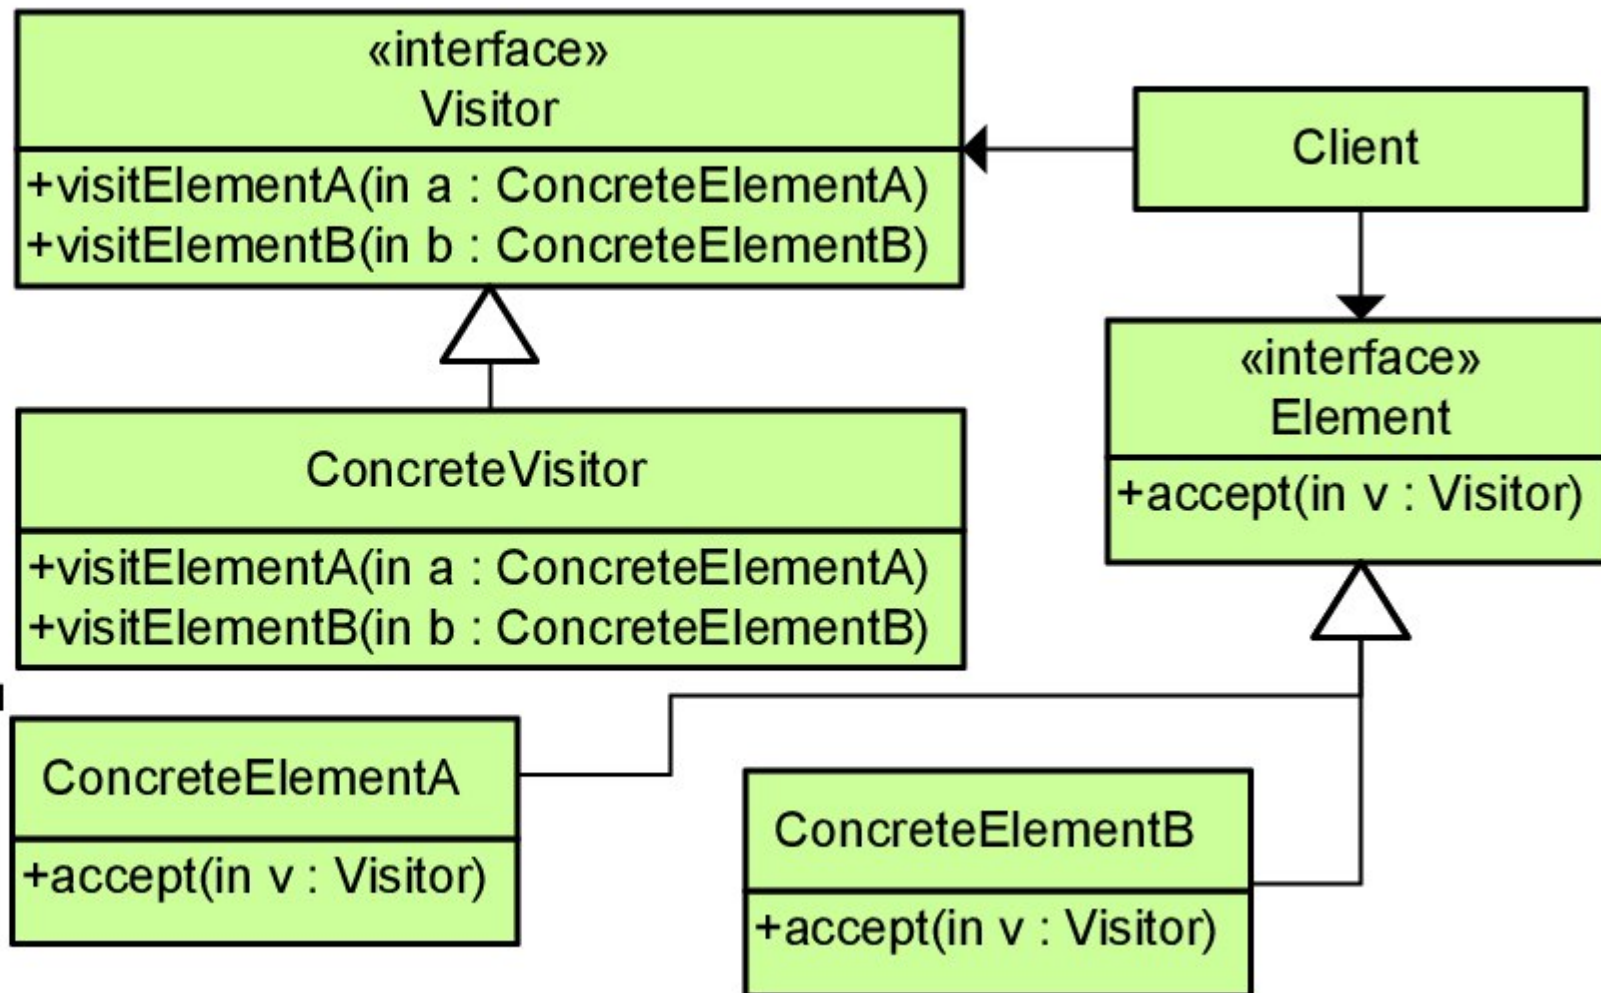 «interface»
Visitor
+visitElementA(in a : ConcreteElementA)
+visitElementB(in b : ConcreteElementB)
Client
«interface»
Element
+accept(in v : Visitor)
ConcreteVisitor
+visitElementA(in a : ConcreteElementA)
+visitElementB(in b : ConcreteElementB)
ConcreteElementA
+accept(in v : Visitor)
ConcreteElementB
+accept(in v : Visitor)